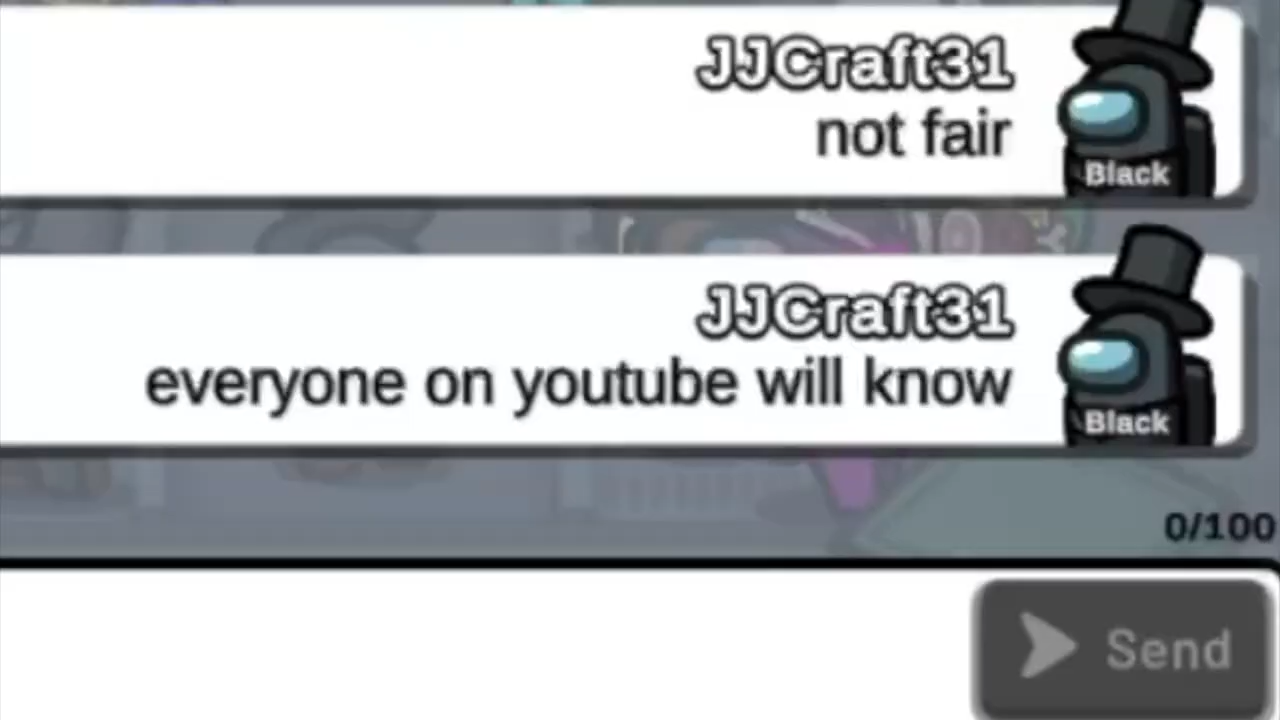 JJCraft31
not fair
Black
JJCraft31
everyone on youtube will know
Black
0/100
Send